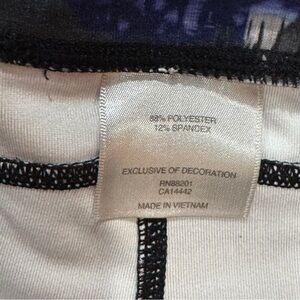 88% POLYESTER
12% SPANDEX
EXCLUSIVE OF DECORATION
RN88201
CA14442
MADE IN VIETNAM